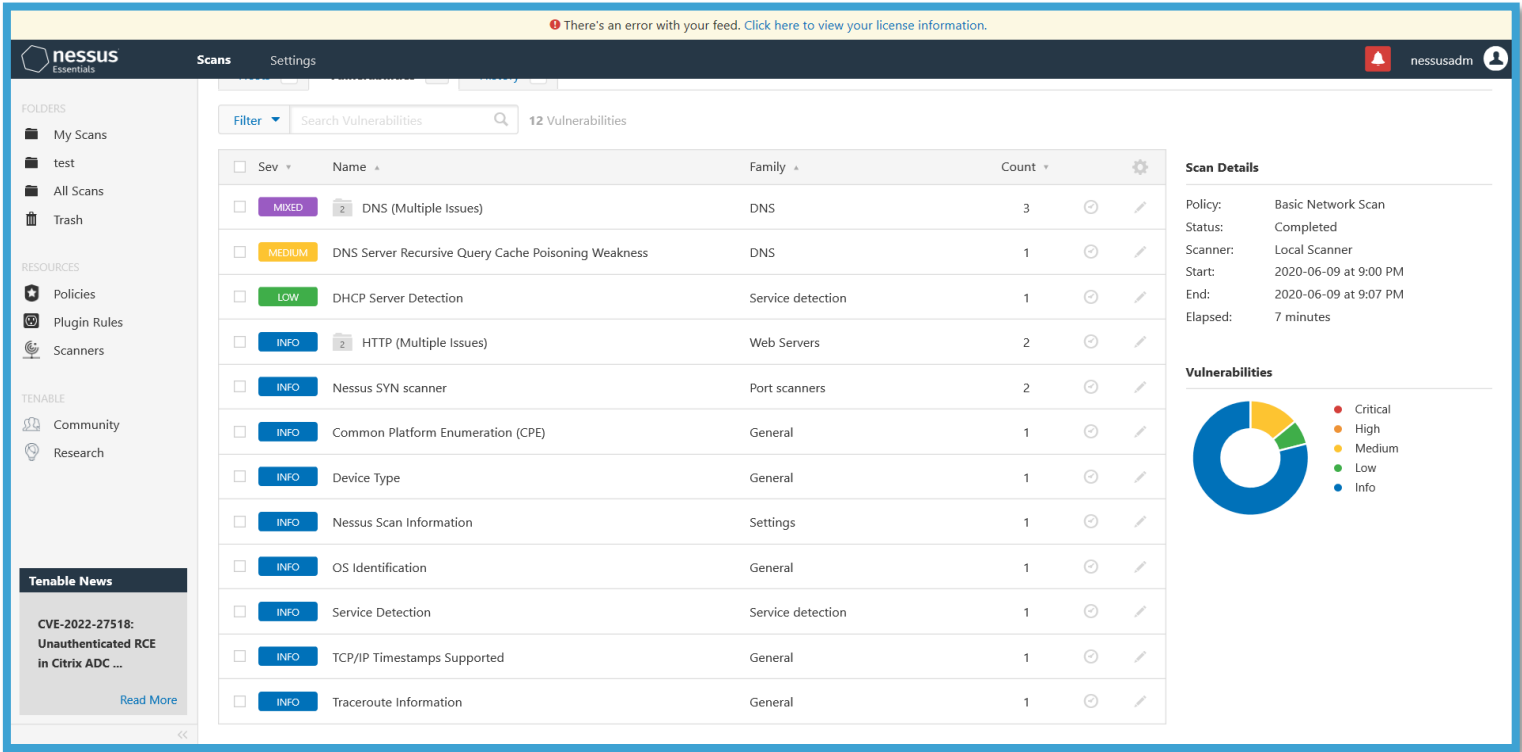 There's an error with your feed. Click here to view your license information.
nessus
Essentials
Scans
Settings
nessusadm
FOLDERS
My Scans
test
All Scans
Trash
RESOURCES
Policies
Plugin Rules
Scanners
TENABLE
Community
Research
Tenable News
CVE-2022-27518:
Unauthenticated RCE
in Citrix ADC ...
Read More
Filter
Search Vulnerabilities
12 Vulnerabilities
Sev Name Family Count
MIXED 2 DNS (Multiple Issues) DNS 3
MEDIUM DNS Server Recursive Query Cache Poisoning Weakness DNS 1
LOW DHCP Server Detection Service detection 1
INFO 2 HTTP (Multiple Issues) Web Servers 2
INFO Nessus SYN scanner Port scanners 2
INFO Common Platform Enumeration (CPE) General 1
INFO Device Type General 1
INFO Nessus Scan Information Settings 1
INFO OS Identification General 1
INFO Service Detection Service detection 1
INFO TCP/IP Timestamps Supported General 1
INFO Traceroute Information General 1
Scan Details
Policy: Basic Network Scan
Status: Completed
Scanner: Local Scanner
Start: 2020-06-09 at 9:00 PM
End: 2020-06-09 at 9:07 PM
Elapsed: 7 minutes
Vulnerabilities
Critical
High
Medium
Low
Info